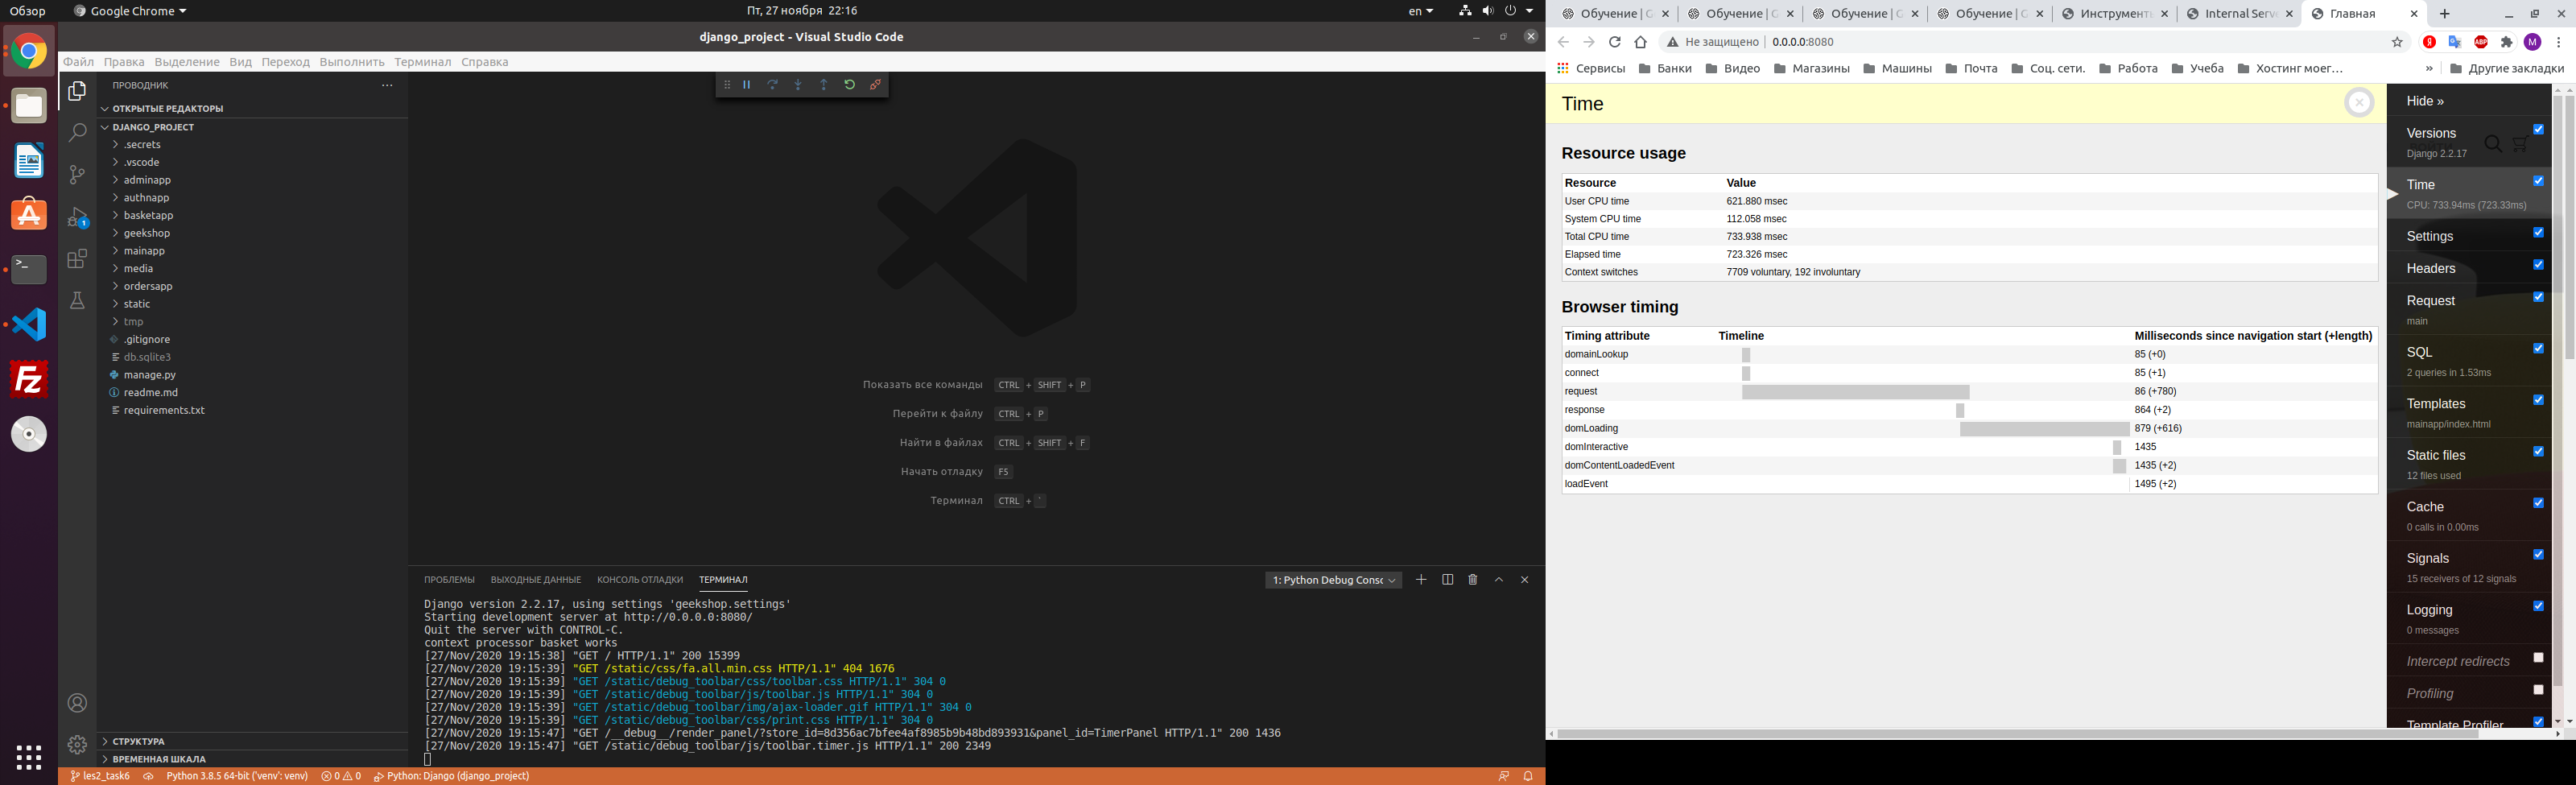 Обзор
Google Chrome
Пт, 27 ноября 22:16
en
django_project - Visual Studio Code
Файл Правка Выделение Вид Переход Выполнить Терминал Справка
ПРОВОДНИК
ОТКРЫТЫЕ РЕДАКТОРЫ
DJANGO_PROJECT
.secrets
.vscode
adminapp
authnapp
basketapp
geekshop
mainapp
media
ordersapp
static
tmp
.gitignore
db.sqlite3
manage.py
readme.md
requirements.txt
СТРУКТУРА
ВРЕМЕННАЯ ШКАЛА
1
Показать все команды CTRL + SHIFT + P
Перейти к файлу CTRL + P
Найти в файлах CTRL + SHIFT + F
Начать отладку F5
Терминал CTRL + `
ПРОБЛЕМЫ ВЫХОДНЫЕ ДАННЫЕ КОНСОЛЬ ОТЛАДКИ ТЕРМИНАЛ
1: Python Debug Consc
Django version 2.2.17, using settings 'geekshop.settings'
Starting development server at http://0.0.0.0:8080/
Quit the server with CONTROL-C.
context processor basket works
[27/Nov/2020 19:15:38] "GET / HTTP/1.1" 200 15399
[27/Nov/2020 19:15:39] "GET /static/css/fa.all.min.css HTTP/1.1" 404 1676
[27/Nov/2020 19:15:39] "GET /static/debug_toolbar/css/toolbar.css HTTP/1.1" 304 0
[27/Nov/2020 19:15:39] "GET /static/debug_toolbar/js/toolbar.js HTTP/1.1" 304 0
[27/Nov/2020 19:15:39] "GET /static/debug_toolbar/img/ajax-loader.gif HTTP/1.1" 304 0
[27/Nov/2020 19:15:39] "GET /static/debug_toolbar/css/print.css HTTP/1.1" 304 0
[27/Nov/2020 19:15:47] "GET /__debug__/render_panel/?store_id=8d356ac7bfee4af8985b9b48bd893931&panel_id=TimerPanel HTTP/1.1" 200 1436
[27/Nov/2020 19:15:47] "GET /static/debug_toolbar/js/toolbar.timer.js HTTP/1.1" 200 2349
les2_task6 Python 3.8.5 64-bit ('venv': venv) 0 0 Python: Django (django_project)
Обучение | G Обучение | G Обучение | G Обучение | G Инструменты Internal Serv Главная
Не защищено 0.0.0.0:8080
Сервисы Банки Видео Магазины Машины Почта Соц. сети. Работа Учеба Хостинг моег… » Другие закладки
Time
Resource usage
Resource Value
User CPU time 621.880 msec
System CPU time 112.058 msec
Total CPU time 733.938 msec
Elapsed time 723.326 msec
Context switches 7709 voluntary, 192 involuntary
Browser timing
Timing attribute Timeline Milliseconds since navigation start (+length)
domainLookup 85 (+0)
connect 85 (+1)
request 86 (+780)
response 864 (+2)
domLoading 879 (+616)
domInteractive 1435
domContentLoadedEvent 1435 (+2)
loadEvent 1495 (+2)
Hide »
Versions
Django 2.2.17
Time
CPU: 733.94ms (723.33ms)
Settings
Headers
Request
main
SQL
2 queries in 1.53ms
Templates
mainapp/index.html
Static files
12 files used
Cache
0 calls in 0.00ms
Signals
15 receivers of 12 signals
Logging
0 messages
Intercept redirects
Profiling
Template Profiler